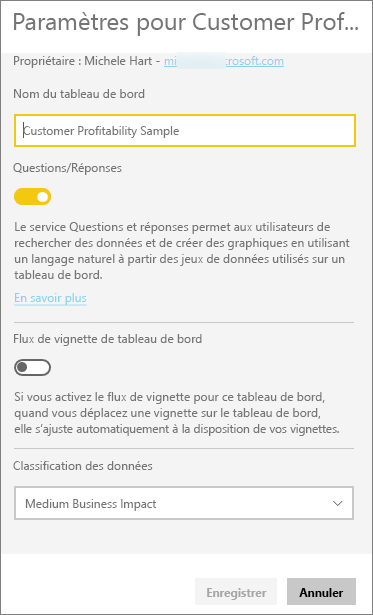 Paramètres pour Customer Prof...
Propriétaire : Michele Hart - mi crosoft.com
Nom du tableau de bord
Customer Profitability Sample
Questions/Réponses
Le service Questions et réponses permet aux utilisateurs de
rechercher des données et de créer des graphiques en utilisant
un langage naturel à partir des jeux de données utilisés sur un
tableau de bord.
En savoir plus
Flux de vignette de tableau de bord
Si vous activez le flux de vignette pour ce tableau de bord,
quand vous déplacez une vignette sur le tableau de bord,
elle s'ajuste automatiquement à la disposition de vos vignettes.
Classification des données
Medium Business Impact
Enregistrer
Annuler